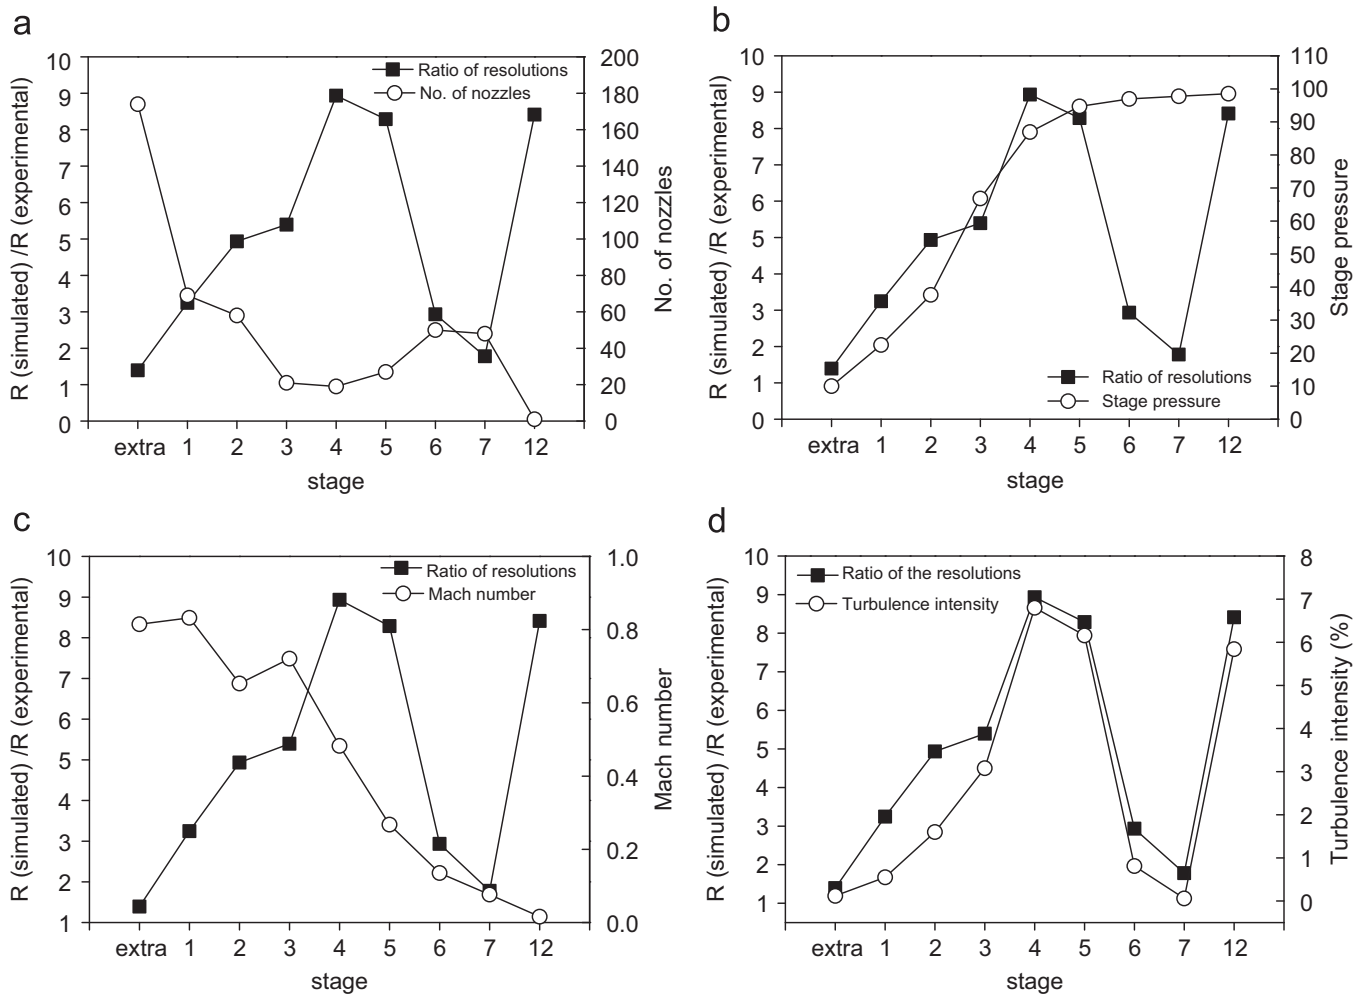 a
10
9
8
7
6
5
4
3
2
1
0
R (simulated) /R (experimental)
Ratio of resolutions
No. of nozzles
200
180
160
140
120
100
80
60
40
20
0
No. of nozzles
extra 1 2 3 4 5 6 7 12
stage
b
10
9
8
7
6
5
4
3
2
1
0
R (simulated) /R (experimental)
Ratio of resolutions
Stage pressure
110
100
90
80
70
60
50
40
30
20
10
0
Stage pressure
extra 1 2 3 4 5 6 7 12
stage
c
10
9
8
7
6
5
4
3
2
1
R (simulated) /R (experimental)
Ratio of resolutions
Mach number
1.0
0.8
0.6
0.4
0.2
0.0
Mach number
extra 1 2 3 4 5 6 7 12
stage
d
10
9
8
7
6
5
4
3
2
1
R (simulated) /R (experimental)
Ratio of the resolutions
Turbulence intensity
8
7
6
5
4
3
2
1
0
Turbulence intensity (%)
extra 1 2 3 4 5 6 7 12
stage